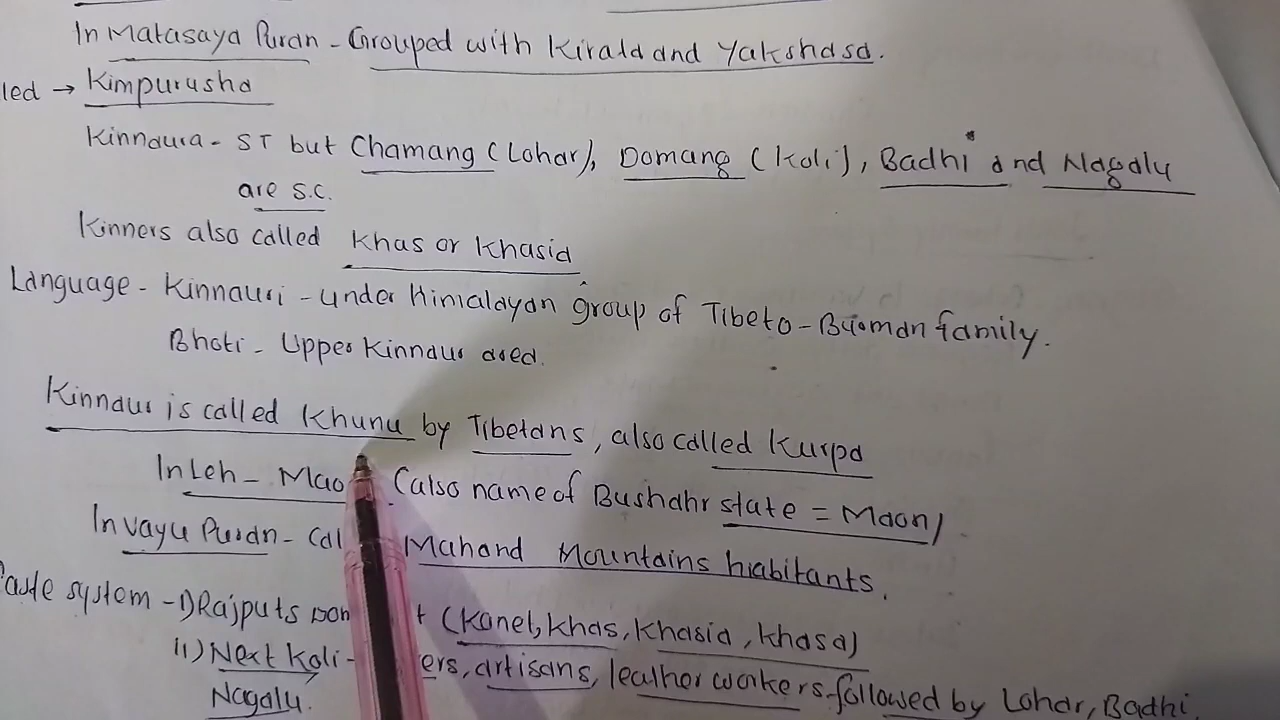 In Matasaya Puran - Grouped with Kirata and Yakshasa.
led → Kimpurusha
Kinnaura - ST but Chamang (Lohar), Domang (Koli), Badhi and Nagalu
are S.C.
Kinners also called Khas or Khasia
Language - Kinnauri - under Himalayan group of Tibeto - Burman family.
Bhoti - Upper Kinnaur area.
Kinnaur is called Khunu by Tibetans, also called Kurpa
In Leh - Mao (also name of Bushahr state = Maon)
In Vayu Puran - Cal Mahand Mountains habitants.
Caste system - i) Rajputs (Kanet, Khas, Khasia, Khasa)
ii) Next Koli - ers, artisans, leather workers followed by Lohar, Badhi,
Nagalu.